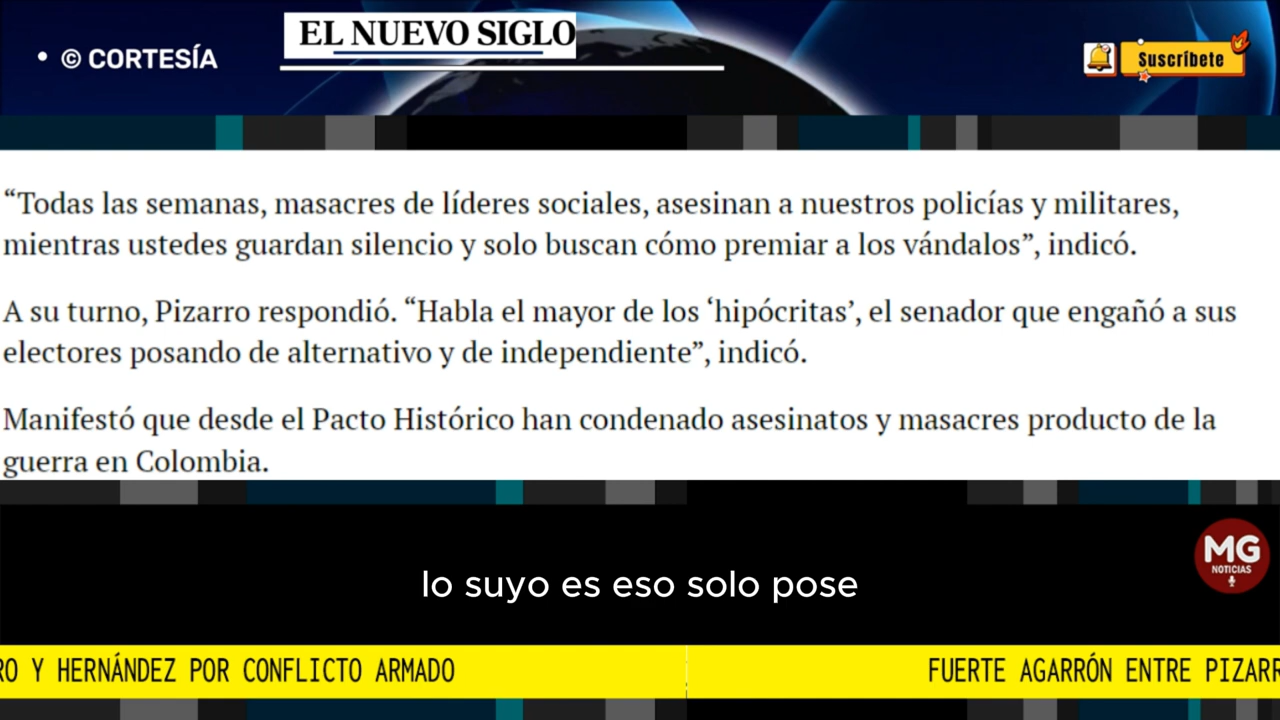 • © CORTESÍA
EL NUEVO SIGLO
Suscríbete
“Todas las semanas, masacres de líderes sociales, asesinan a nuestros policías y militares,
mientras ustedes guardan silencio y solo buscan cómo premiar a los vándalos”, indicó.
A su turno, Pizarro respondió. “Habla el mayor de los ‘hipócritas’, el senador que engañó a sus
electores posando de alternativo y de independiente”, indicó.
Manifestó que desde el Pacto Histórico han condenado asesinatos y masacres producto de la
guerra en Colombia.
MG
NOTICIAS
lo suyo es eso solo pose
RO Y HERNÁNDEZ POR CONFLICTO ARMADO FUERTE AGARRÓN ENTRE PIZARR